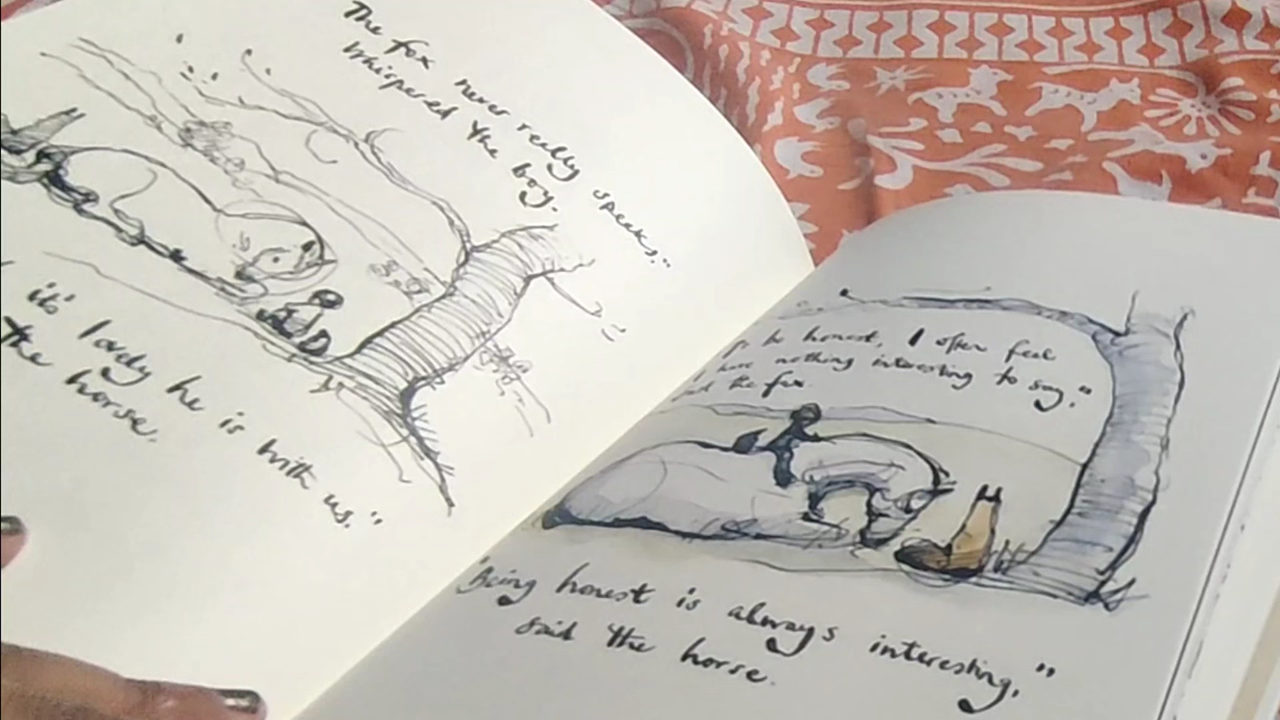 The fox never really speaks."
whispered the boy.
it's lovely he is with us."
the horse.
be honest, I often feel
have nothing interesting to say,"
said the fox.
"Being honest is always interesting,"
said the horse.